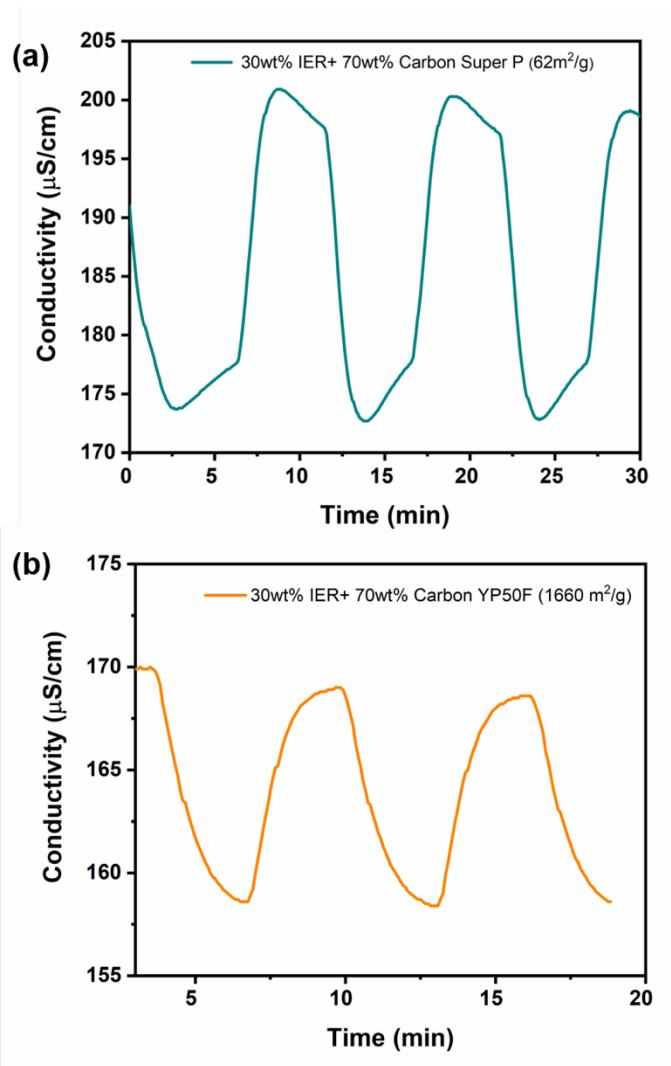 (a)
30wt% IER+ 70wt% Carbon Super P (62m²/g)
Conductivity (μS/cm)
205
200
195
190
185
180
175
170
0 5 10 15 20 25 30
Time (min)
(b)
30wt% IER+ 70wt% Carbon YP50F (1660 m²/g)
Conductivity (μS/cm)
175
170
165
160
155
5 10 15 20
Time (min)